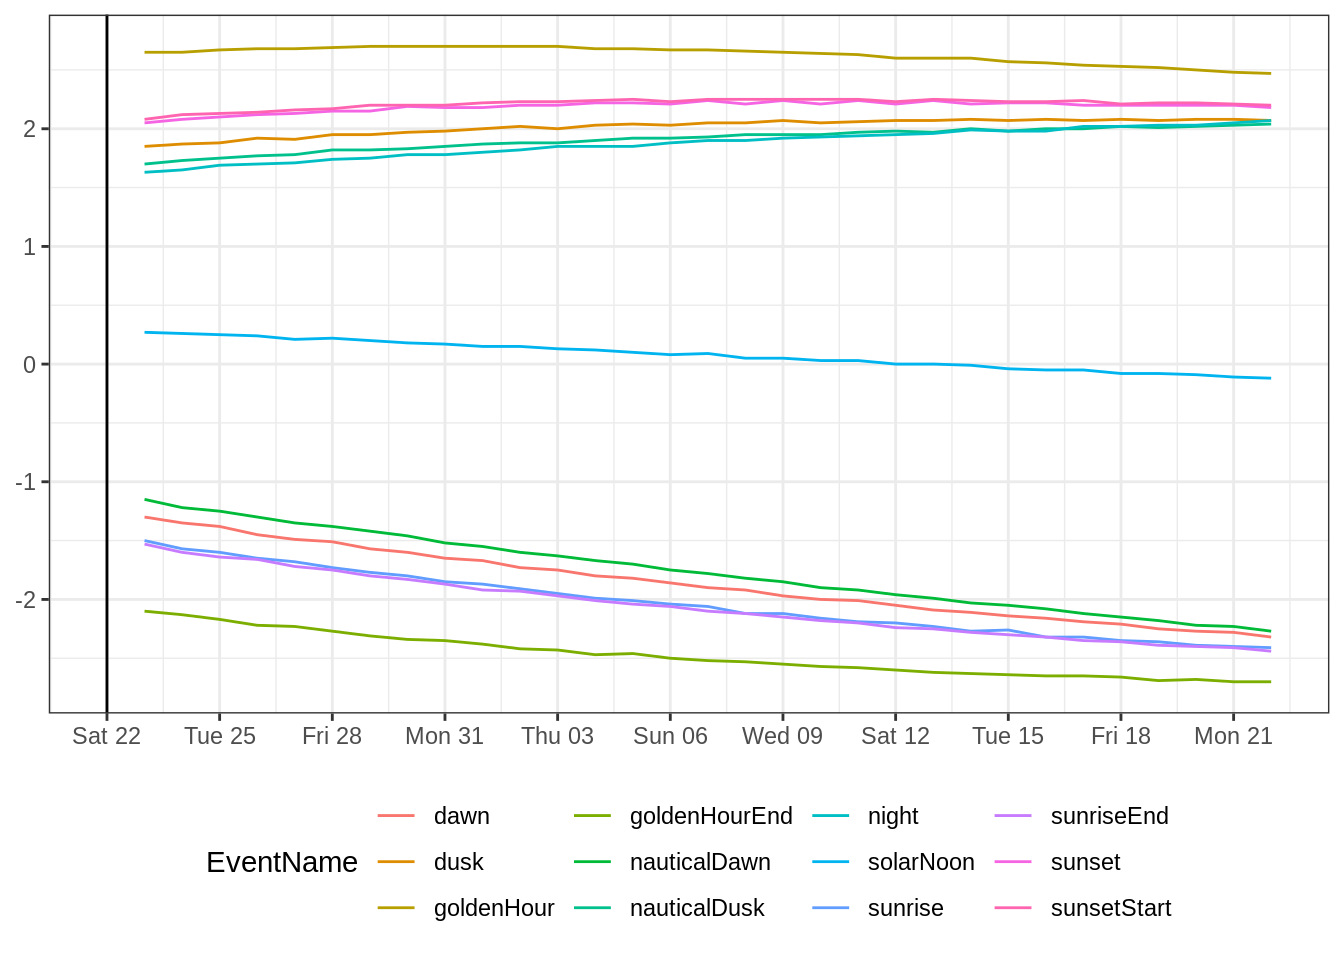 2
1
0
-1
-2
Sat 22 Tue 25 Fri 28 Mon 31 Thu 03 Sun 06 Wed 09 Sat 12 Tue 15 Fri 18 Mon 21
EventName
dawn goldenHourEnd night sunriseEnd
dusk nauticalDawn solarNoon sunset
goldenHour nauticalDusk sunrise sunsetStart